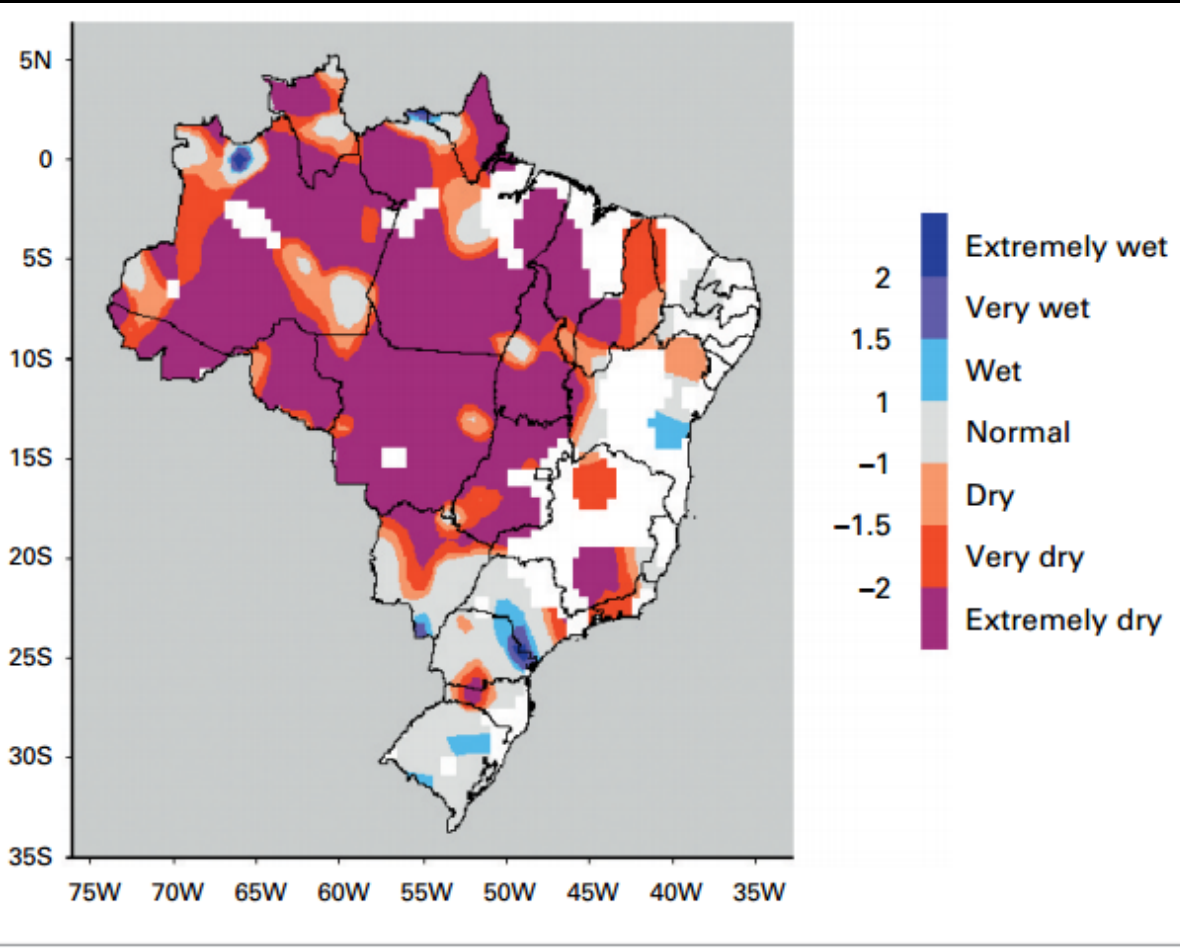 5N
0
5S
10S
15S
20S
25S
30S
35S
75W 70W 65W 60W 55W 50W 45W 40W 35W
Extremely wet
2
Very wet
1.5
Wet
1
Normal
−1
Dry
−1.5
Very dry
−2
Extremely dry